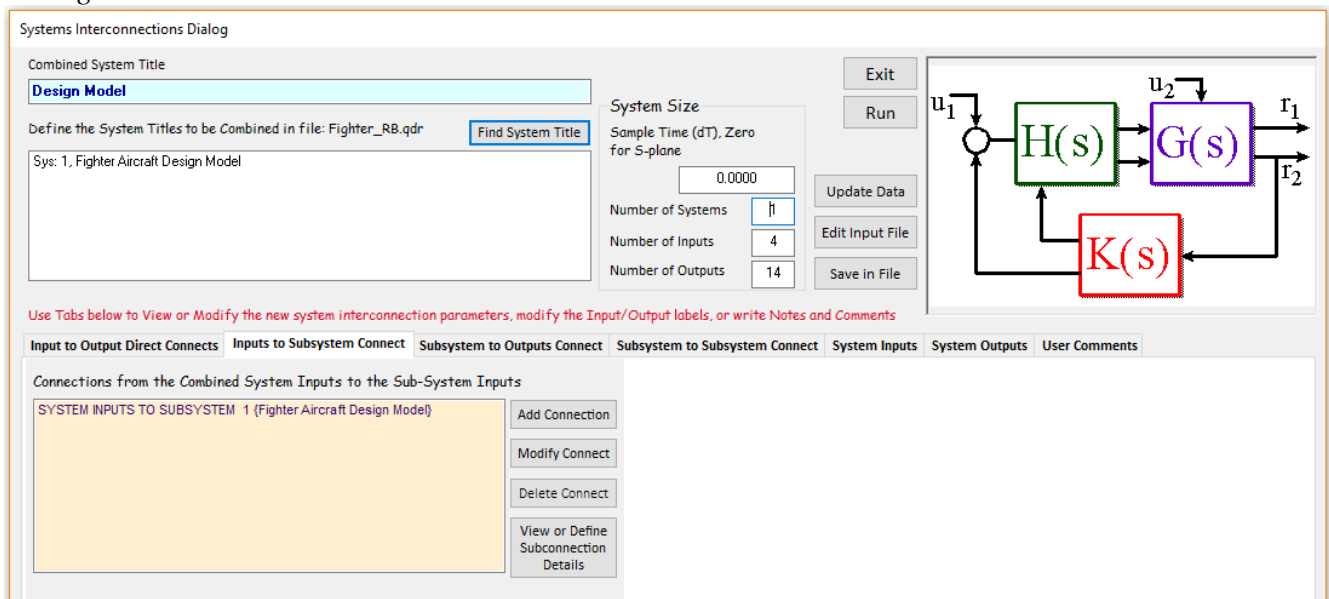 Systems Interconnections Dialog
Combined System Title
Design Model
Define the System Titles to be Combined in file: Fighter_RB.qdr
Find System Title
Sys: 1, Fighter Aircraft Design Model
System Size
Sample Time (dT), Zero
for S-plane
0.0000
Number of Systems
1
Number of Inputs
4
Number of Outputs
14
Exit
Run
Update Data
Edit Input File
Save in File
u1
u2
H(s)
G(s)
r1
r2
K(s)
Use Tabs below to View or Modify the new system interconnection parameters, modify the Input/Output labels, or write Notes and Comments
Input to Output Direct Connects Inputs to Subsystem Connect Subsystem to Outputs Connect Subsystem to Subsystem Connect System Inputs System Outputs User Comments
Connections from the Combined System Inputs to the Sub-System Inputs
SYSTEM INPUTS TO SUBSYSTEM 1 {Fighter Aircraft Design Model}
Add Connection
Modify Connect
Delete Connect
View or Define
Subconnection
Details